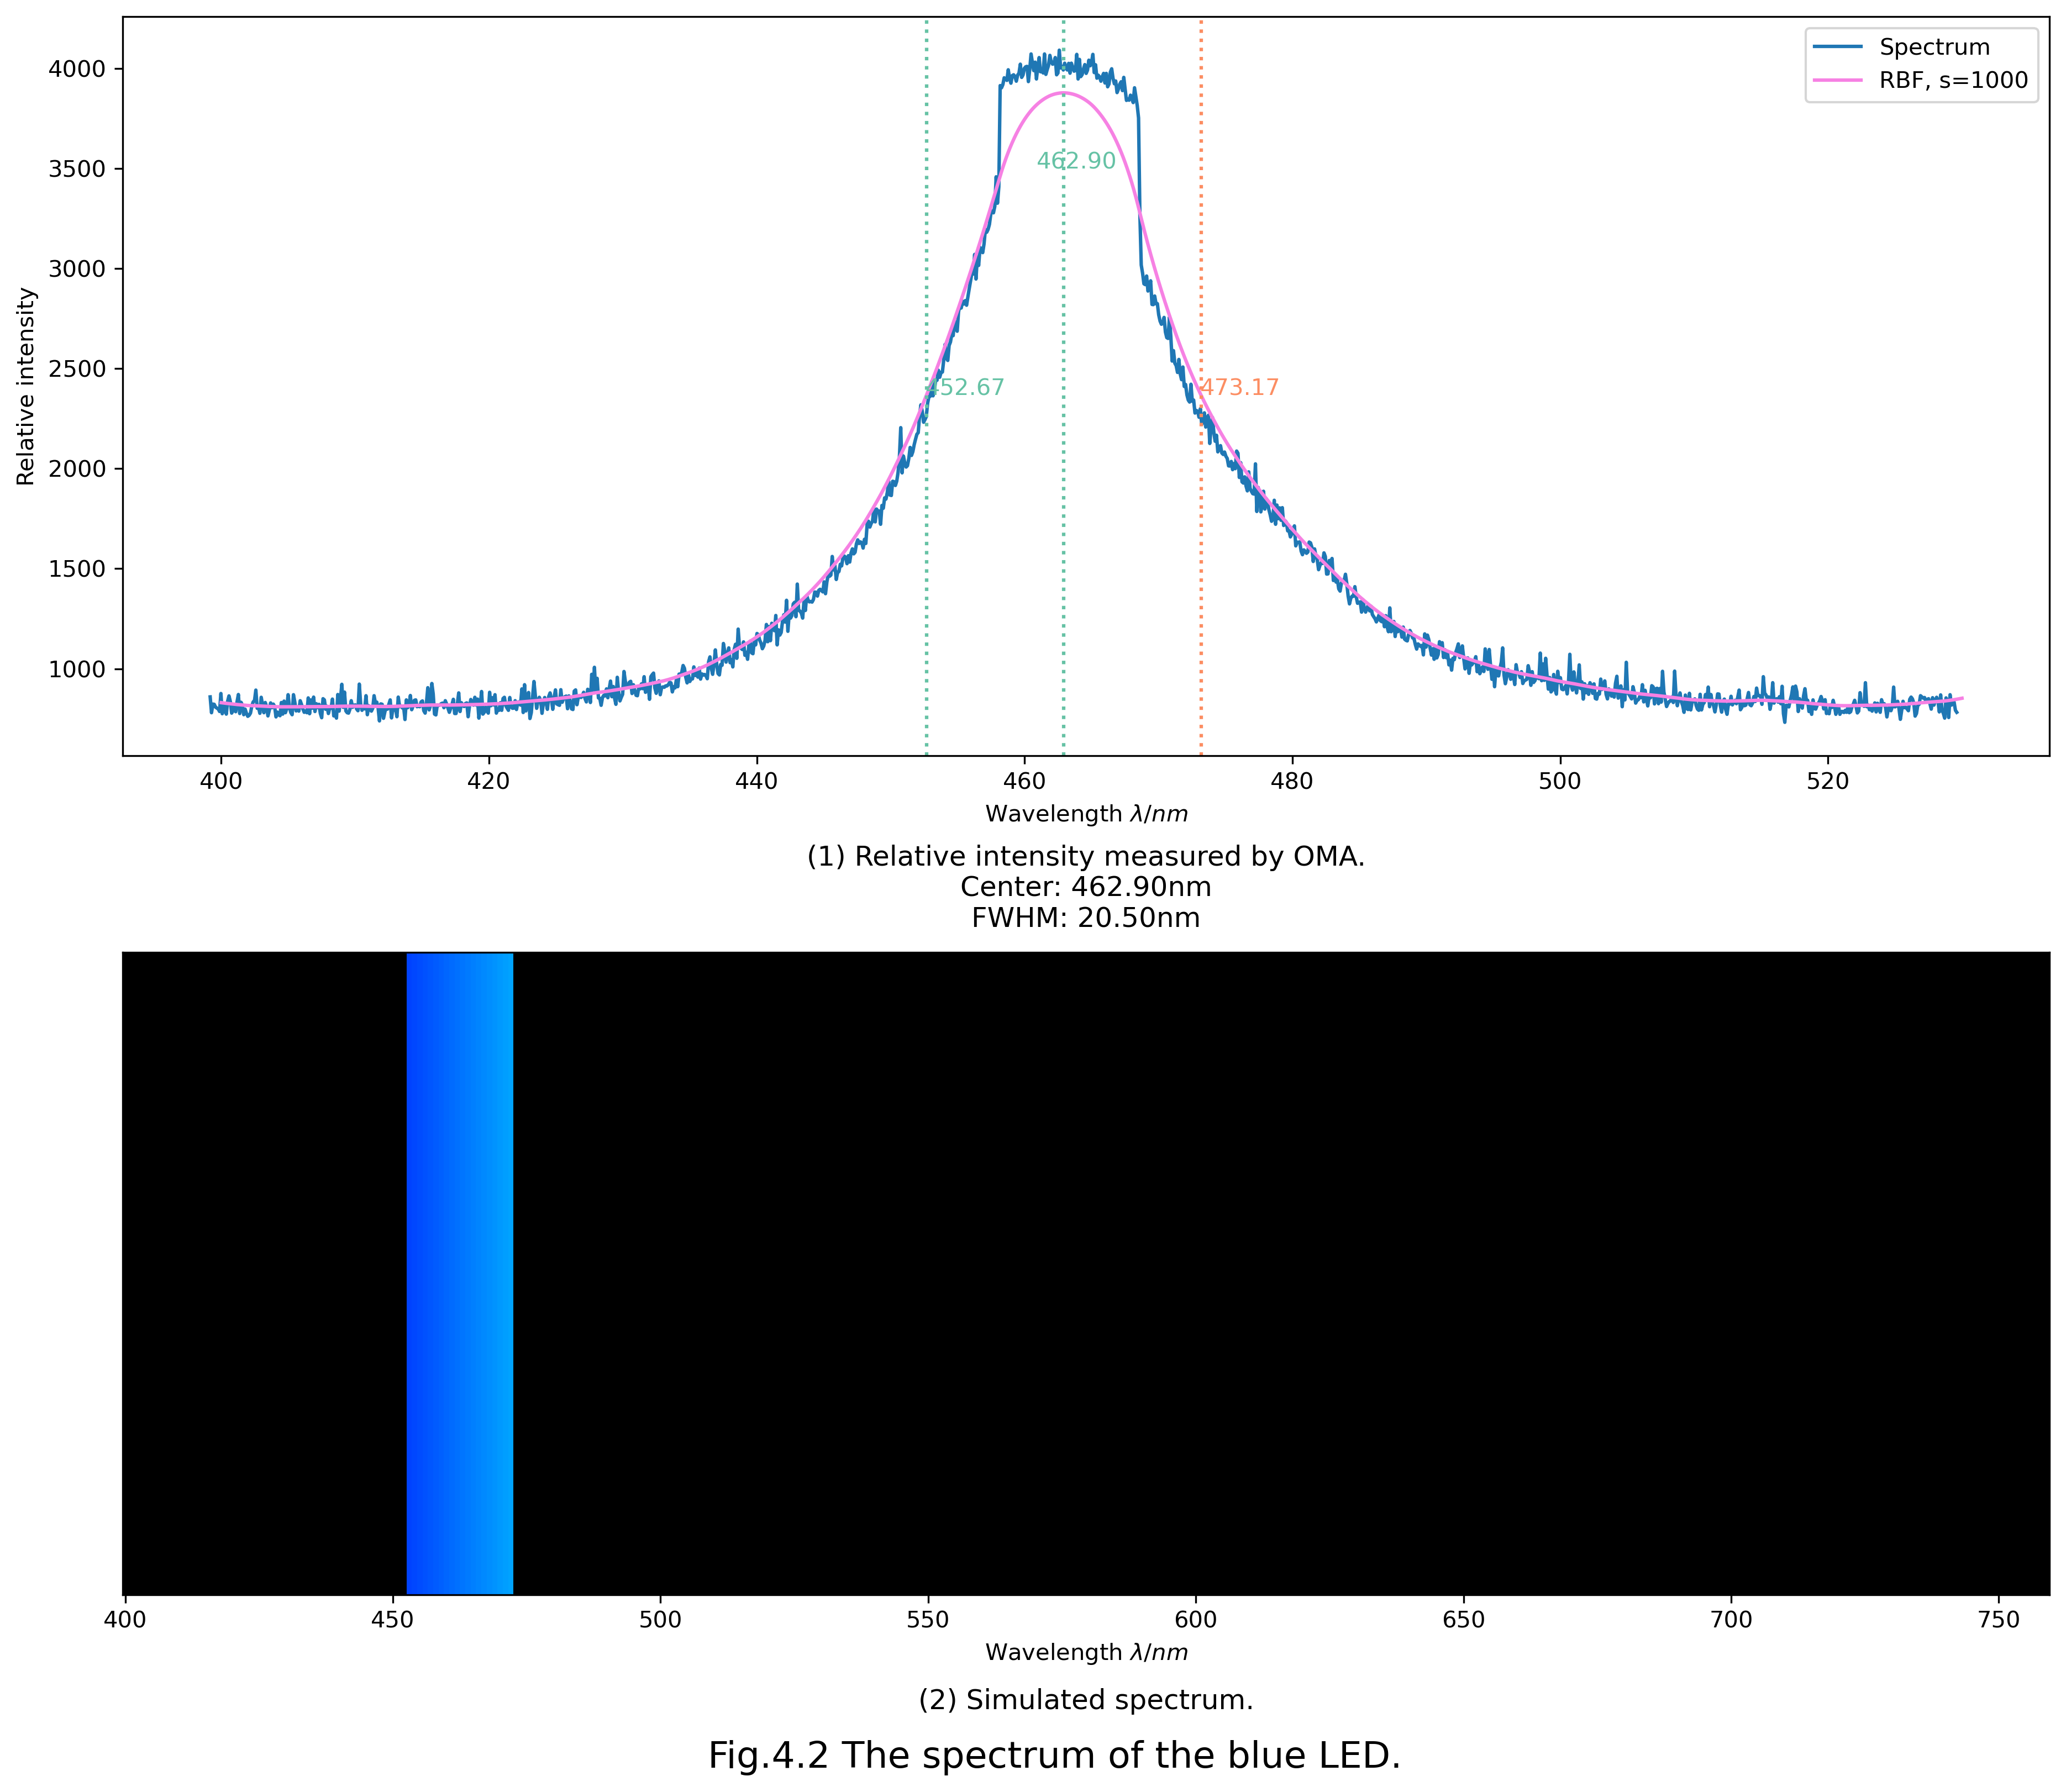 Spectrum
RBF, s=1000
4000
3500
3000
2500
2000
1500
1000
Relative intensity
462.90
452.67
473.17
400 420 440 460 480 500 520
Wavelength λ/nm
(1) Relative intensity measured by OMA.
Center: 462.90nm
FWHM: 20.50nm
400 450 500 550 600 650 700 750
Wavelength λ/nm
(2) Simulated spectrum.
Fig.4.2 The spectrum of the blue LED.